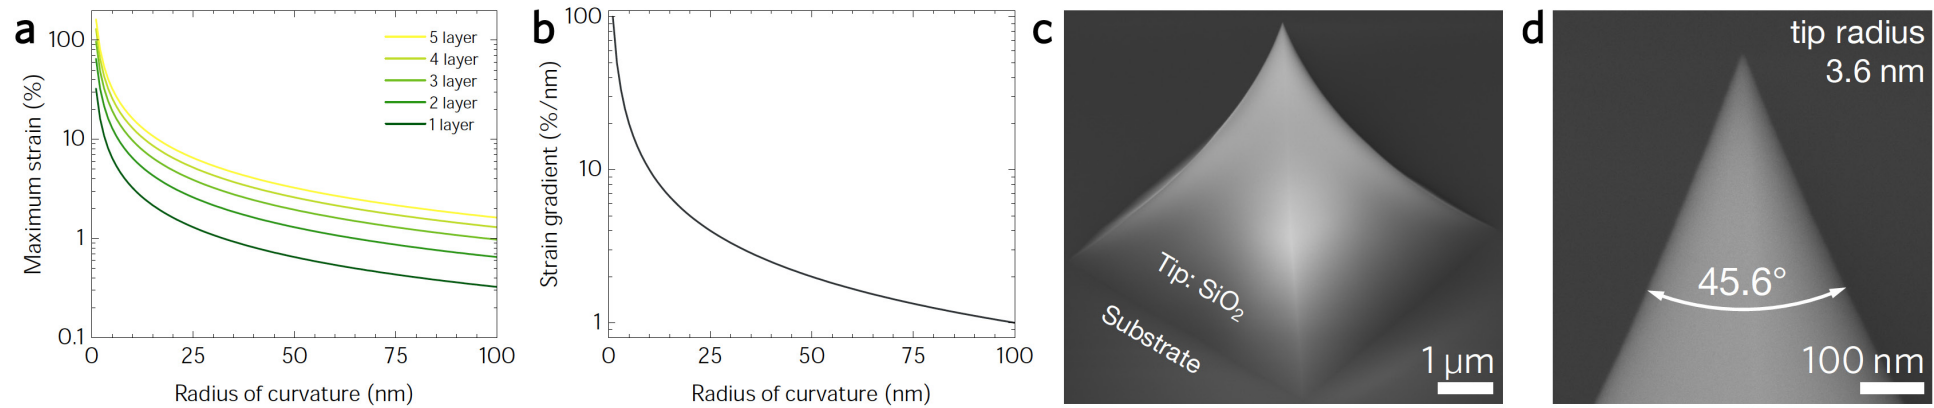 a
Maximum strain (%)
100
10
1
0.1
0
25
50
75
100
Radius of curvature (nm)
5 layer
4 layer
3 layer
2 layer
1 layer
b
Strain gradient (%/nm)
100
10
1
0
25
50
75
100
Radius of curvature (nm)
c
Tip: SiO₂
Substrate
1 µm
d
tip radius
3.6 nm
45.6°
100 nm